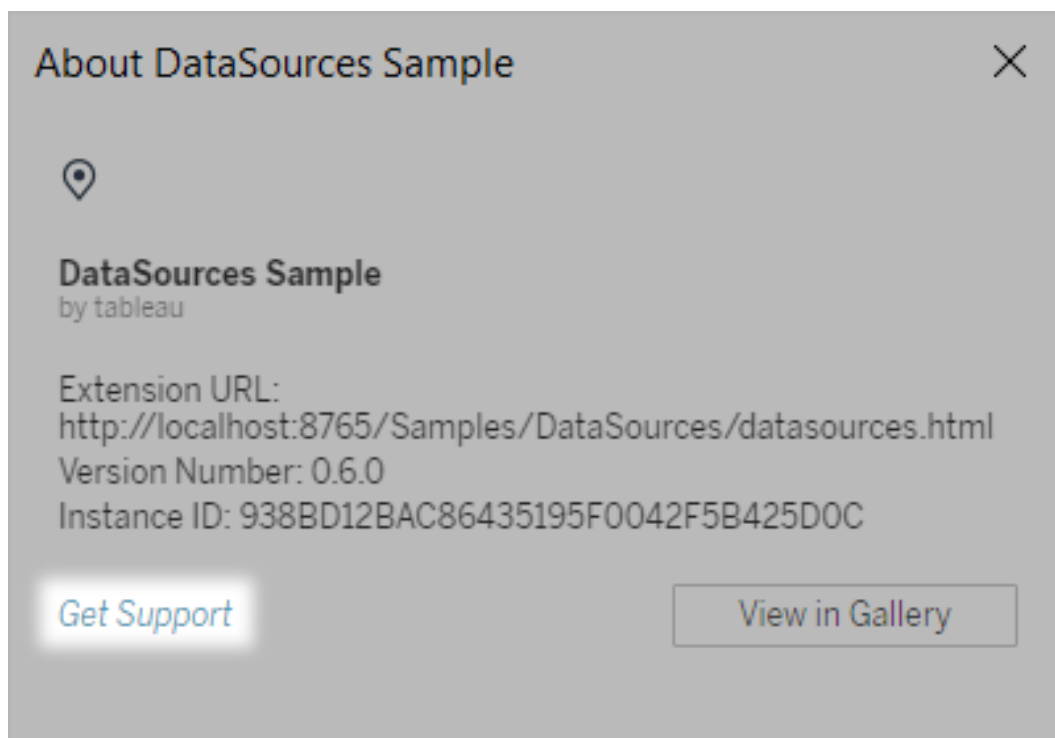 About DataSources Sample
DataSources Sample
by tableau
Extension URL:
http://localhost:8765/Samples/DataSources/datasources.html
Version Number: 0.6.0
Instance ID: 938BD12BAC86435195F0042F5B425D0C
Get Support
View in Gallery